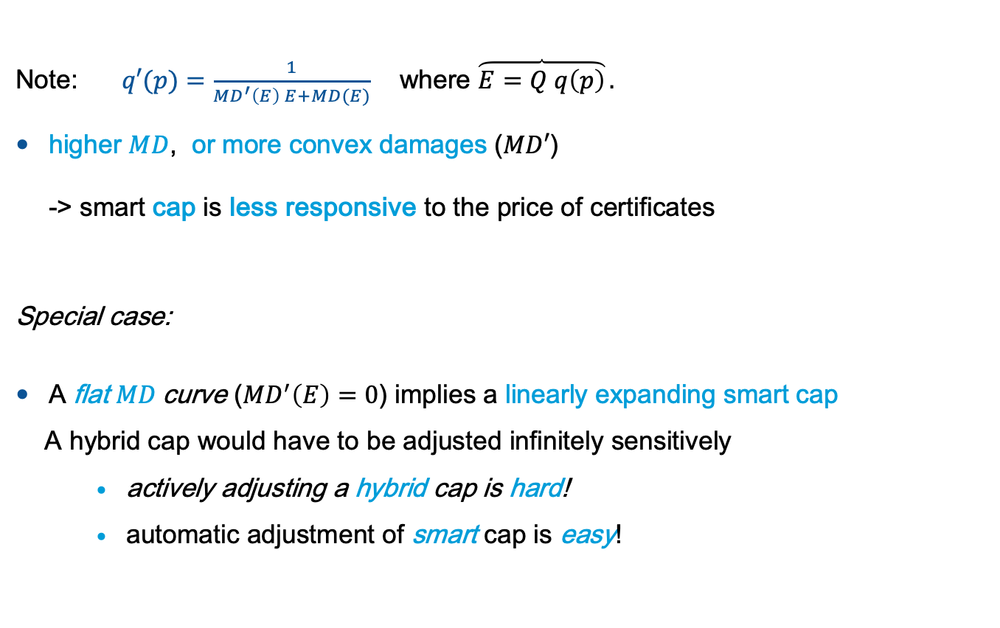 Note: q′(p) = 1 / (MD′(E) E+MD(E)) where E = Q q(p).
• higher MD, or more convex damages (MD′)
-> smart cap is less responsive to the price of certificates
Special case:
• A flat MD curve (MD′(E) = 0) implies a linearly expanding smart cap
A hybrid cap would have to be adjusted infinitely sensitively
• actively adjusting a hybrid cap is hard!
• automatic adjustment of smart cap is easy!